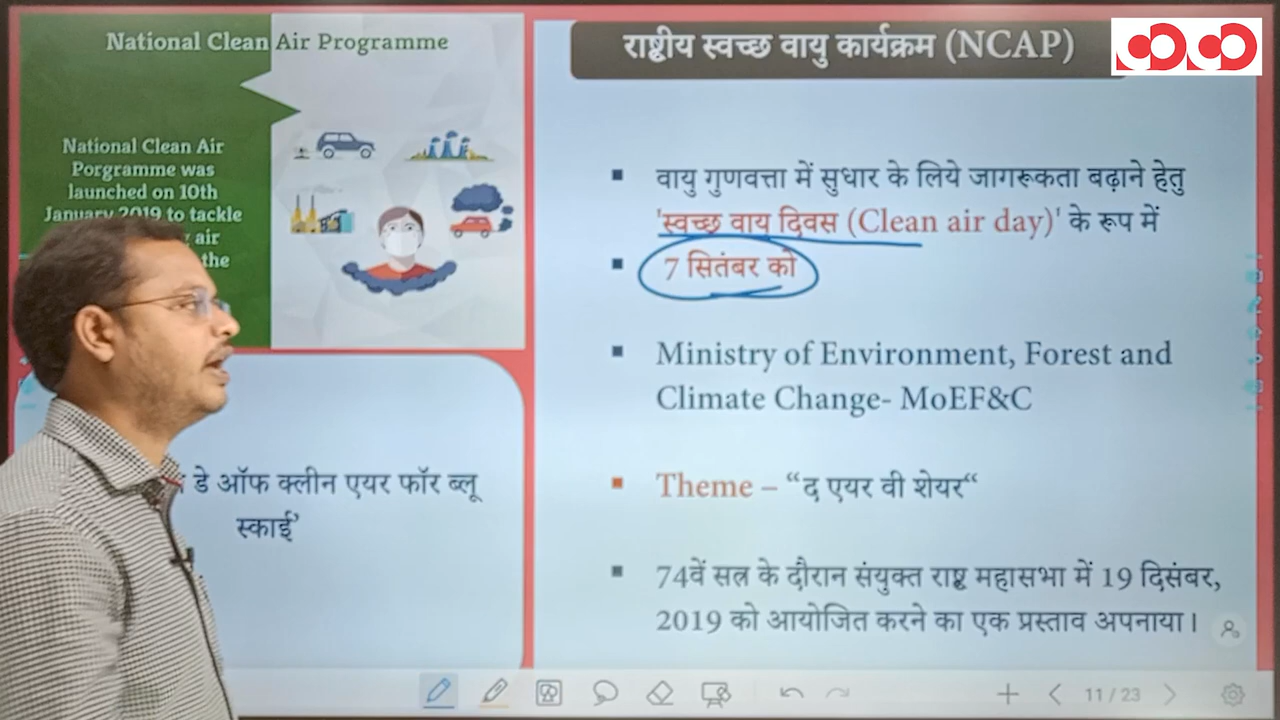 National Clean Air Programme
National Clean Air
Porgramme was
launched on 10th
January 2019 to tackle
air
the
डे ऑफ क्लीन एयर फॉर ब्लू
स्काई’
राष्ट्रीय स्वच्छ वायु कार्यक्रम (NCAP)
वायु गुणवत्ता में सुधार के लिये जागरूकता बढ़ाने हेतु
'स्वच्छ वायु दिवस (Clean air day)' के रूप में
7 सितंबर को
Ministry of Environment, Forest and
Climate Change- MoEF&C
Theme – “द एयर वी शेयर“
74वें सत्र के दौरान संयुक्त राष्ट्र महासभा में 19 दिसंबर,
2019 को आयोजित करने का एक प्रस्ताव अपनाया।
11 / 23